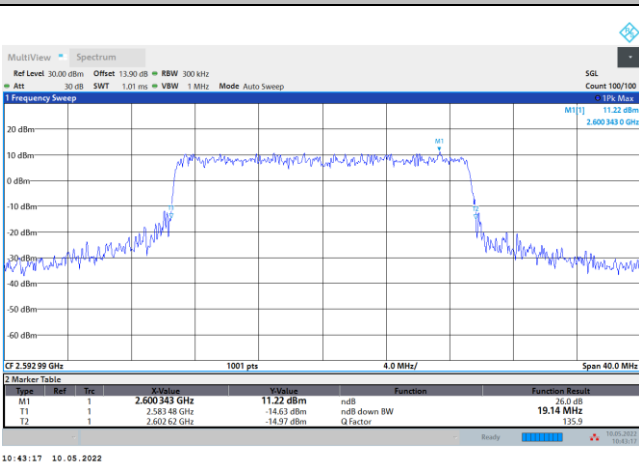 MultiView Spectrum
Ref Level 30.00 dBm Offset 13.90 dB RBW 300 kHz SGL
Att 30 dB SWT 1.01 ms VBW 1 MHz Mode Auto Sweep Count 100/100
1 Frequency Sweep 1Pk Max
M1[1] 11.22 dBm
2.600 343 0 GHz
20 dBm
M1
10 dBm
0 dBm
-10 dBm
T1 T2
-20 dBm
-30 dBm
-40 dBm
-50 dBm
-60 dBm
CF 2.592 99 GHz 1001 pts 4.0 MHz/ Span 40.0 MHz
2 Marker Table
Type Ref Trc X-Value Y-Value Function Function Result
M1 1 2.600 343 GHz 11.22 dBm ndB 26.0 dB
T1 1 2.583 48 GHz -14.63 dBm ndB down BW 19.14 MHz
T2 1 2.602 62 GHz -14.97 dBm Q Factor 135.9
Ready 10.05.2022
10:43:17
10:43:17 10.05.2022